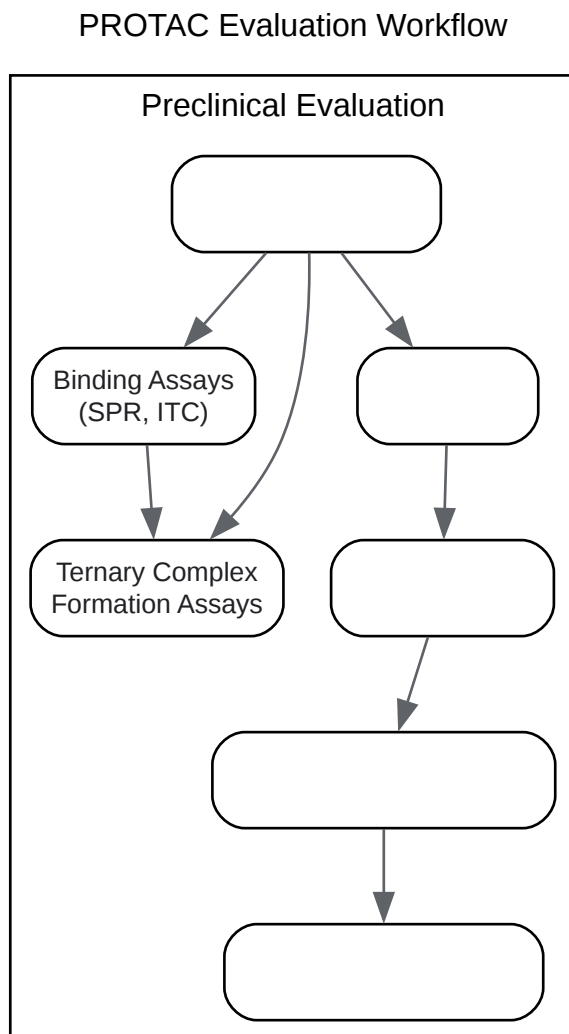 PROTAC Evaluation Workflow
Preclinical Evaluation
Binding Assays
(SPR, ITC)
Ternary Complex
Formation Assays